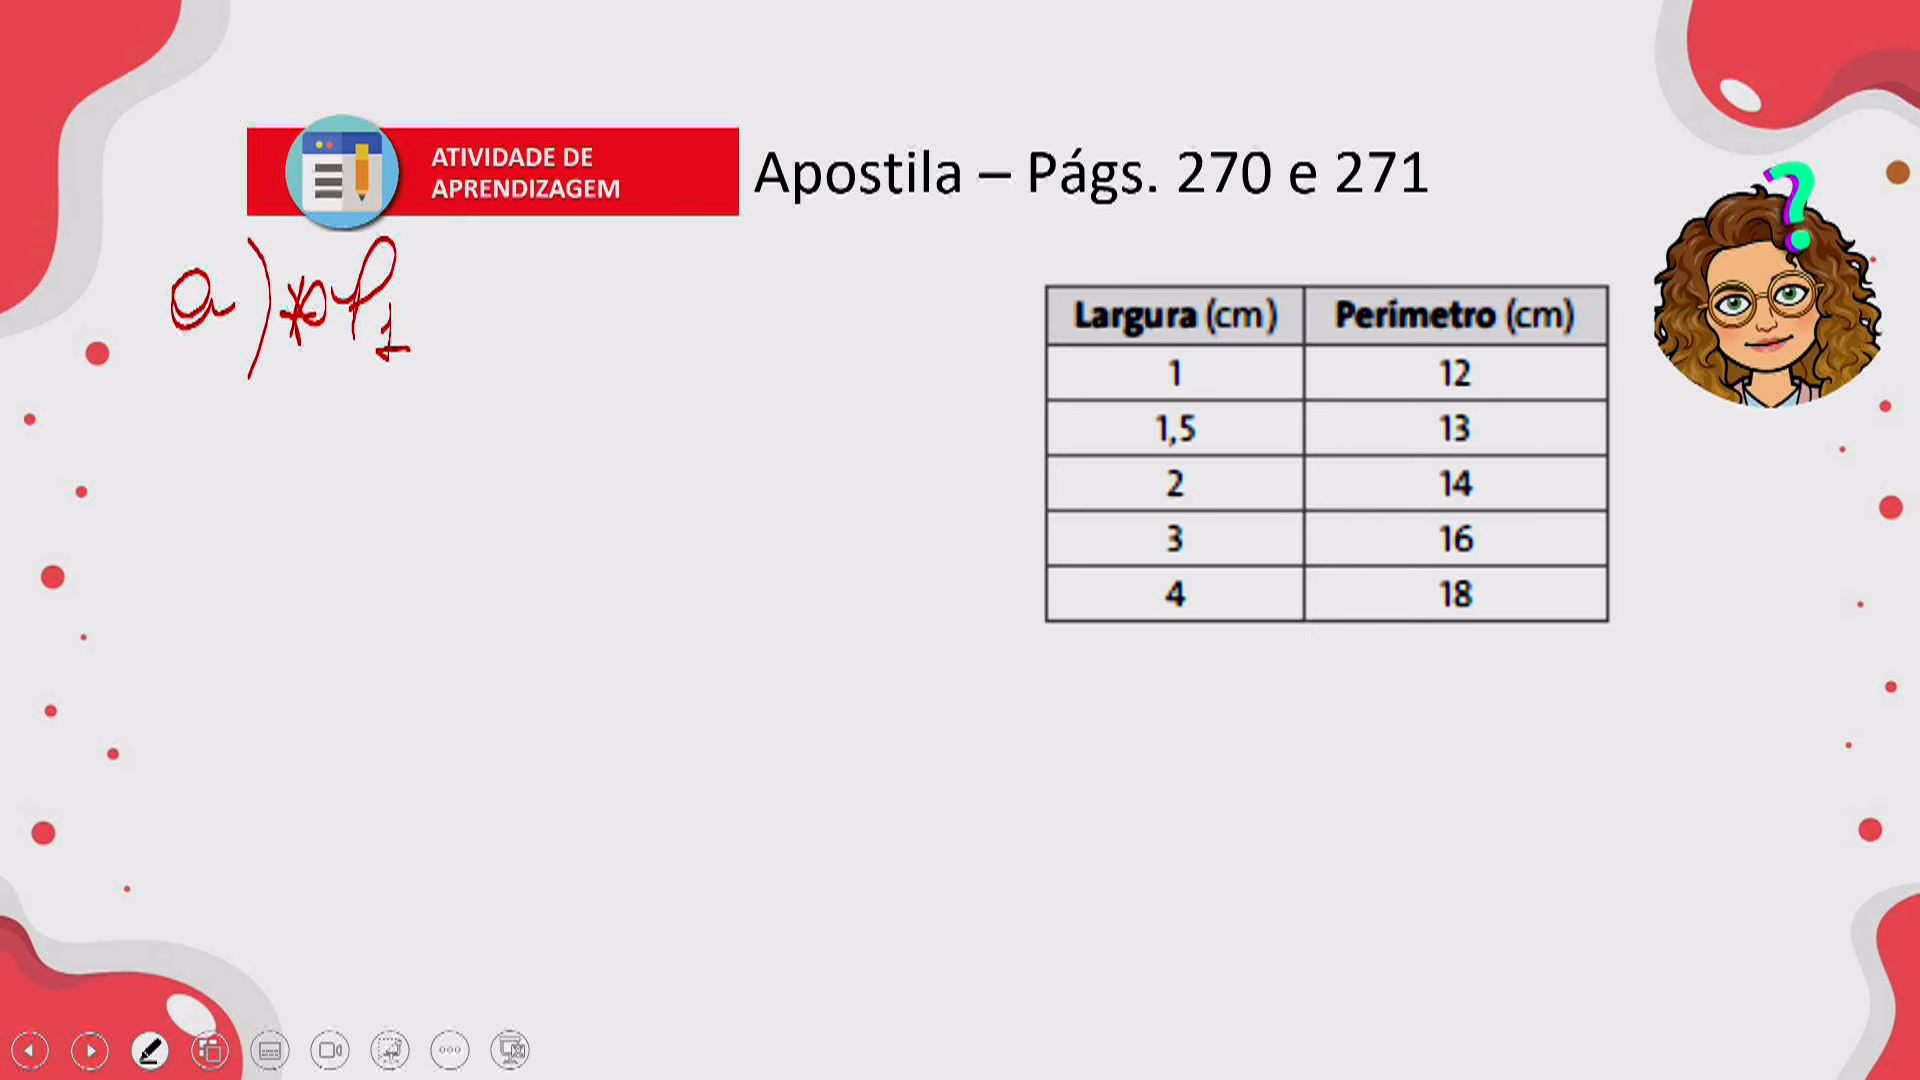 ATIVIDADE DE
APRENDIZAGEM
Apostila – Págs. 270 e 271
a)
Largura (cm) Perímetro (cm)
1 12
1,5 13
2 14
3 16
4 18
?